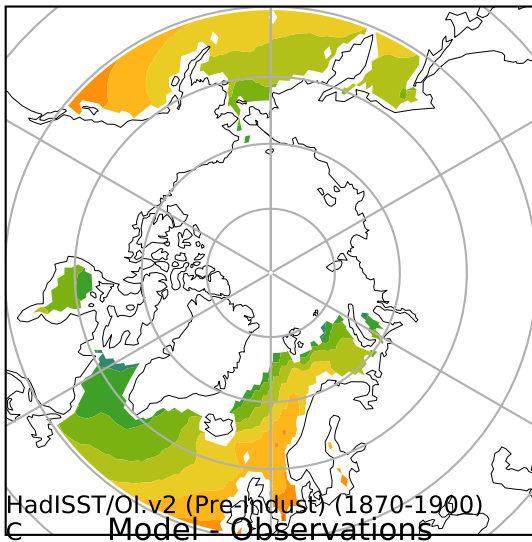 HadISST/OI.v2 (Pre-Indust) (1870-1900)
C Model - Observations